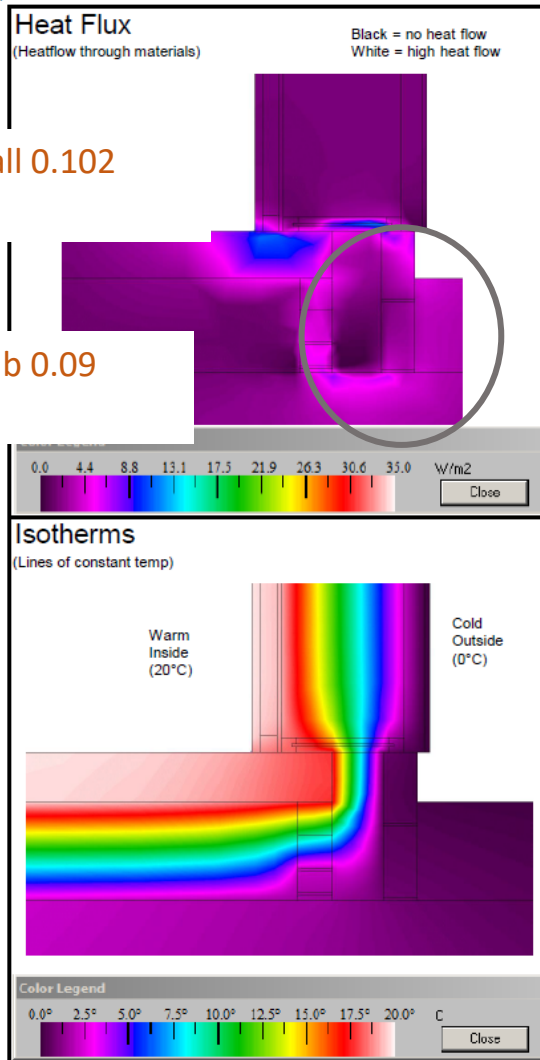 Heat Flux
(Heatflow through materials)
Black = no heat flow
White = high heat flow
all 0.102
b 0.09
Color Legend
0.0 4.4 8.8 13.1 17.5 21.9 26.3 30.6 35.0 W/m2
Close
Isotherms
(Lines of constant temp)
Warm
Inside
(20°C)
Cold
Outside
(0°C)
Color Legend
0.0° 2.5° 5.0° 7.5° 10.0° 12.5° 15.0° 17.5° 20.0° C
Close